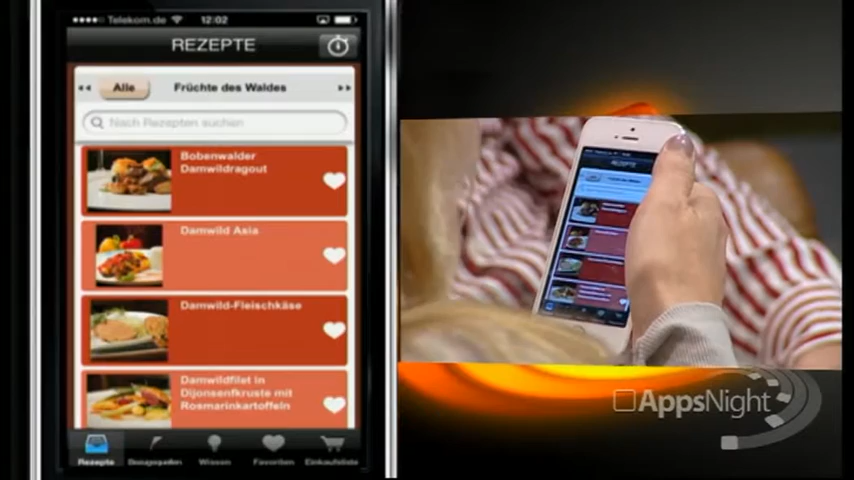 Telekom.de 12:02
REZEPTE
Alle Früchte des Waldes
Nach Rezepten suchen
Bobenwalder
Damwildragout
Damwild Asia
Damwild-Fleischkäse
Damwildfilet in
Dijonsenfkruste mit
Rosmarinkartoffeln
Rezepte Bezugsquellen Wissen Favoriten Einkaufsliste
AppsNight